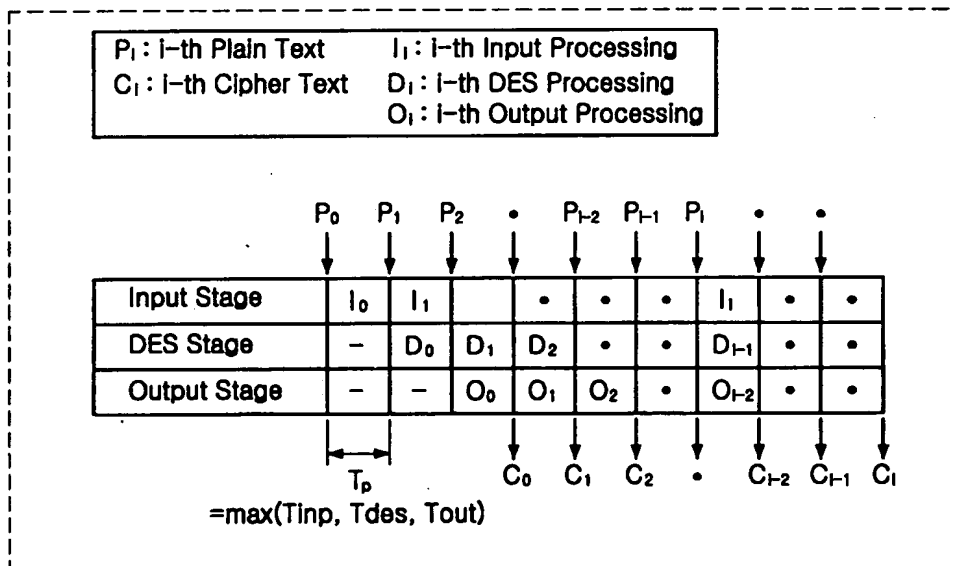 Pᵢ : i-th Plain Text    Iᵢ : i-th Input Processing
Cᵢ : i-th Cipher Text    Dᵢ : i-th DES Processing
Oᵢ : i-th Output Processing
P₀ P₁ P₂ • Pᵢ₋₂ Pᵢ₋₁ Pᵢ • •
Input Stage I₀ I₁ • • • Iᵢ • •
DES Stage – D₀ D₁ D₂ • • Dᵢ₋₁ • •
Output Stage – – O₀ O₁ O₂ • Oᵢ₋₂ • •
Tₚ C₀ C₁ C₂ • Cᵢ₋₂ Cᵢ₋₁ Cᵢ
=max(Tinp, Tdes, Tout)